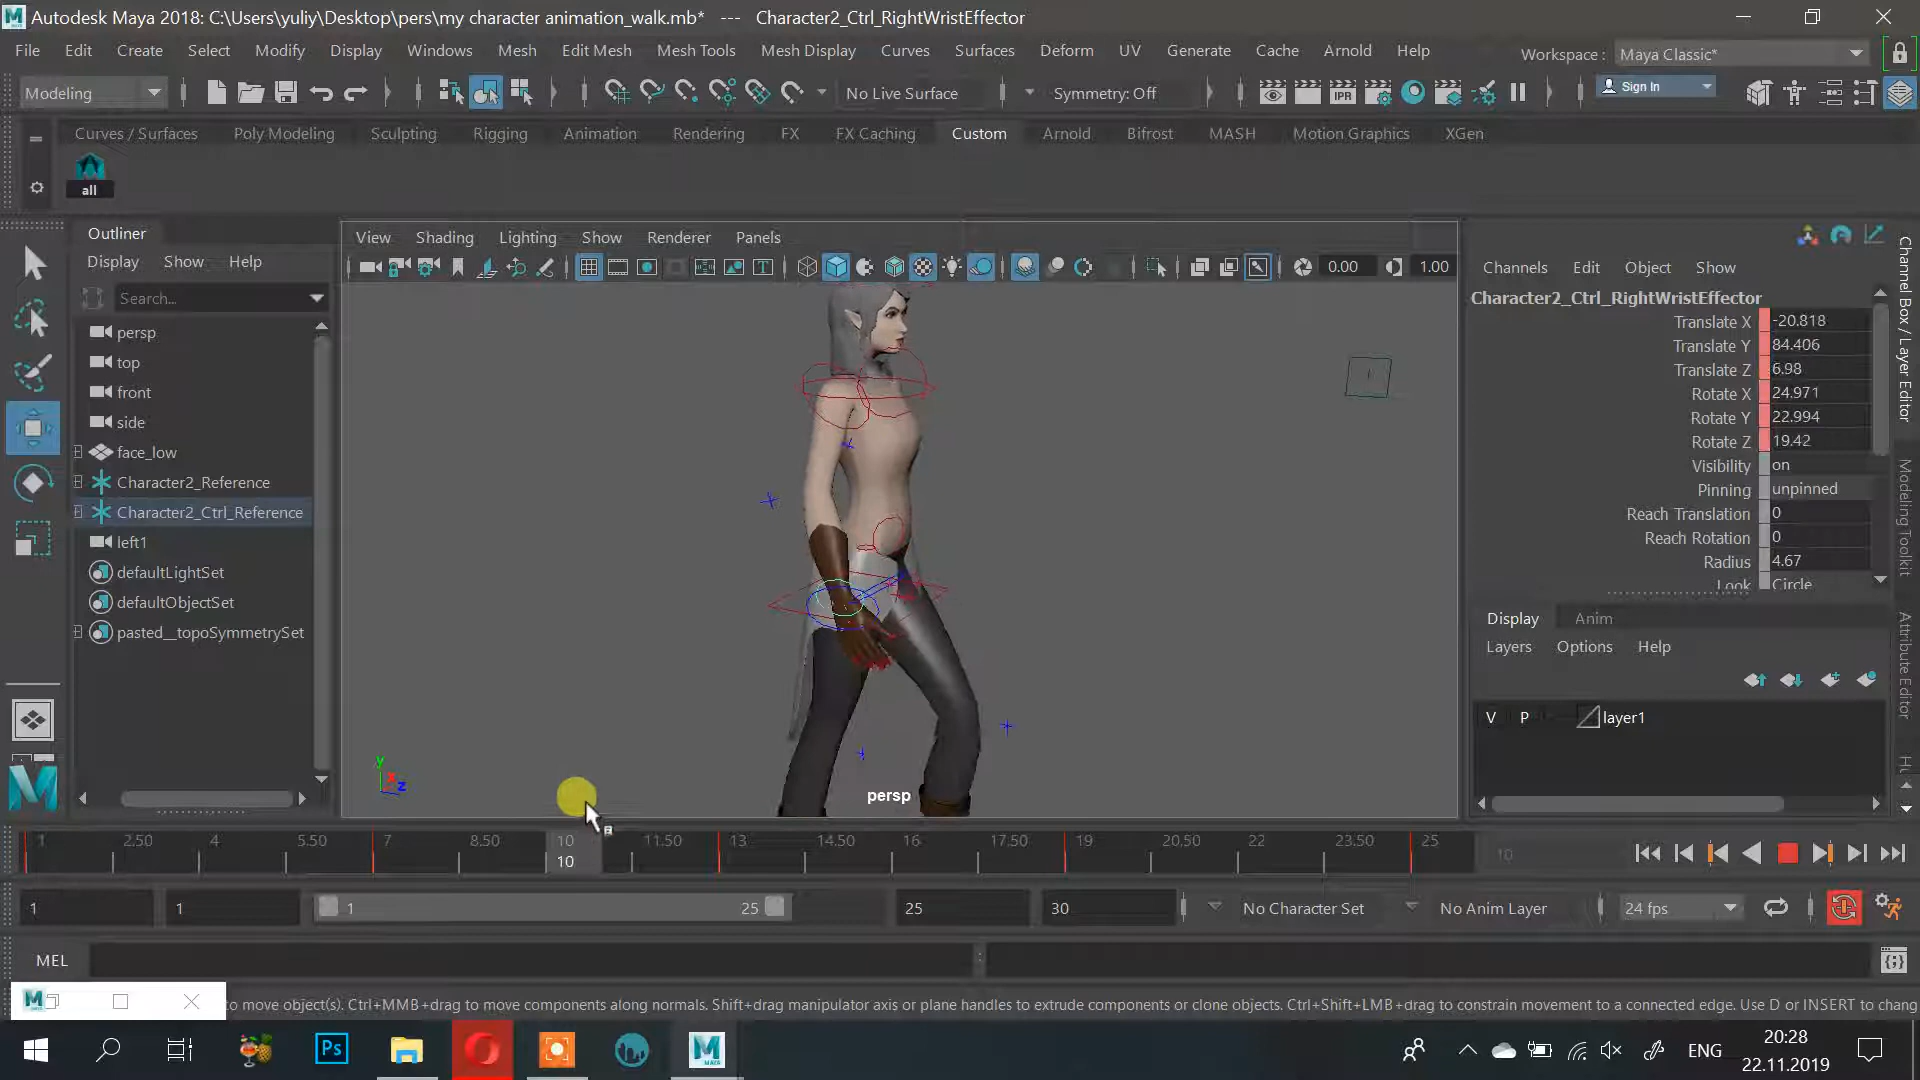 Autodesk Maya 2018: C:\Users\yuliy\Desktop\pers\my character animation_walk.mb*   ---   Character2_Ctrl_RightWristEffector
File Edit Create Select Modify Display Windows Mesh Edit Mesh Mesh Tools Mesh Display Curves Surfaces Deform UV Generate Cache Arnold Help Workspace : Maya Classic*
Modeling No Live Surface Symmetry: Off IPR Sign In
Curves / Surfaces Poly Modeling Sculpting Rigging Animation Rendering FX FX Caching Custom Arnold Bifrost MASH Motion Graphics XGen
all
Outliner
Display Show Help
Search...
persp
top
front
side
face_low
Character2_Reference
Character2_Ctrl_Reference
left1
defaultLightSet
defaultObjectSet
pasted__topoSymmetrySet
View Shading Lighting Show Renderer Panels
0.00 1.00
persp
y
x
z
Channels Edit Object Show
Character2_Ctrl_RightWristEffector
Translate X -20.818
Translate Y 84.406
Translate Z 6.98
Rotate X 24.971
Rotate Y 22.994
Rotate Z 19.42
Visibility on
Pinning unpinned
Reach Translation 0
Reach Rotation 0
Radius 4.67
Look Circle
Display Anim
Layers Options Help
V P layer1
Channel Box / Layer Editor
Modeling Toolkit
Attribute Editor
1 2.50 4 5.50 7 8.50 10 11.50 13 14.50 16 17.50 19 20.50 22 23.50 25
10 10
1 1 1 25 25 30 No Character Set No Anim Layer 24 fps
MEL
to move object(s). Ctrl+MMB+drag to move components along normals. Shift+drag manipulator axis or plane handles to extrude components or clone objects. Ctrl+Shift+LMB+drag to constrain movement to a connected edge. Use D or INSERT to chang
Ps
ENG
20:28
22.11.2019